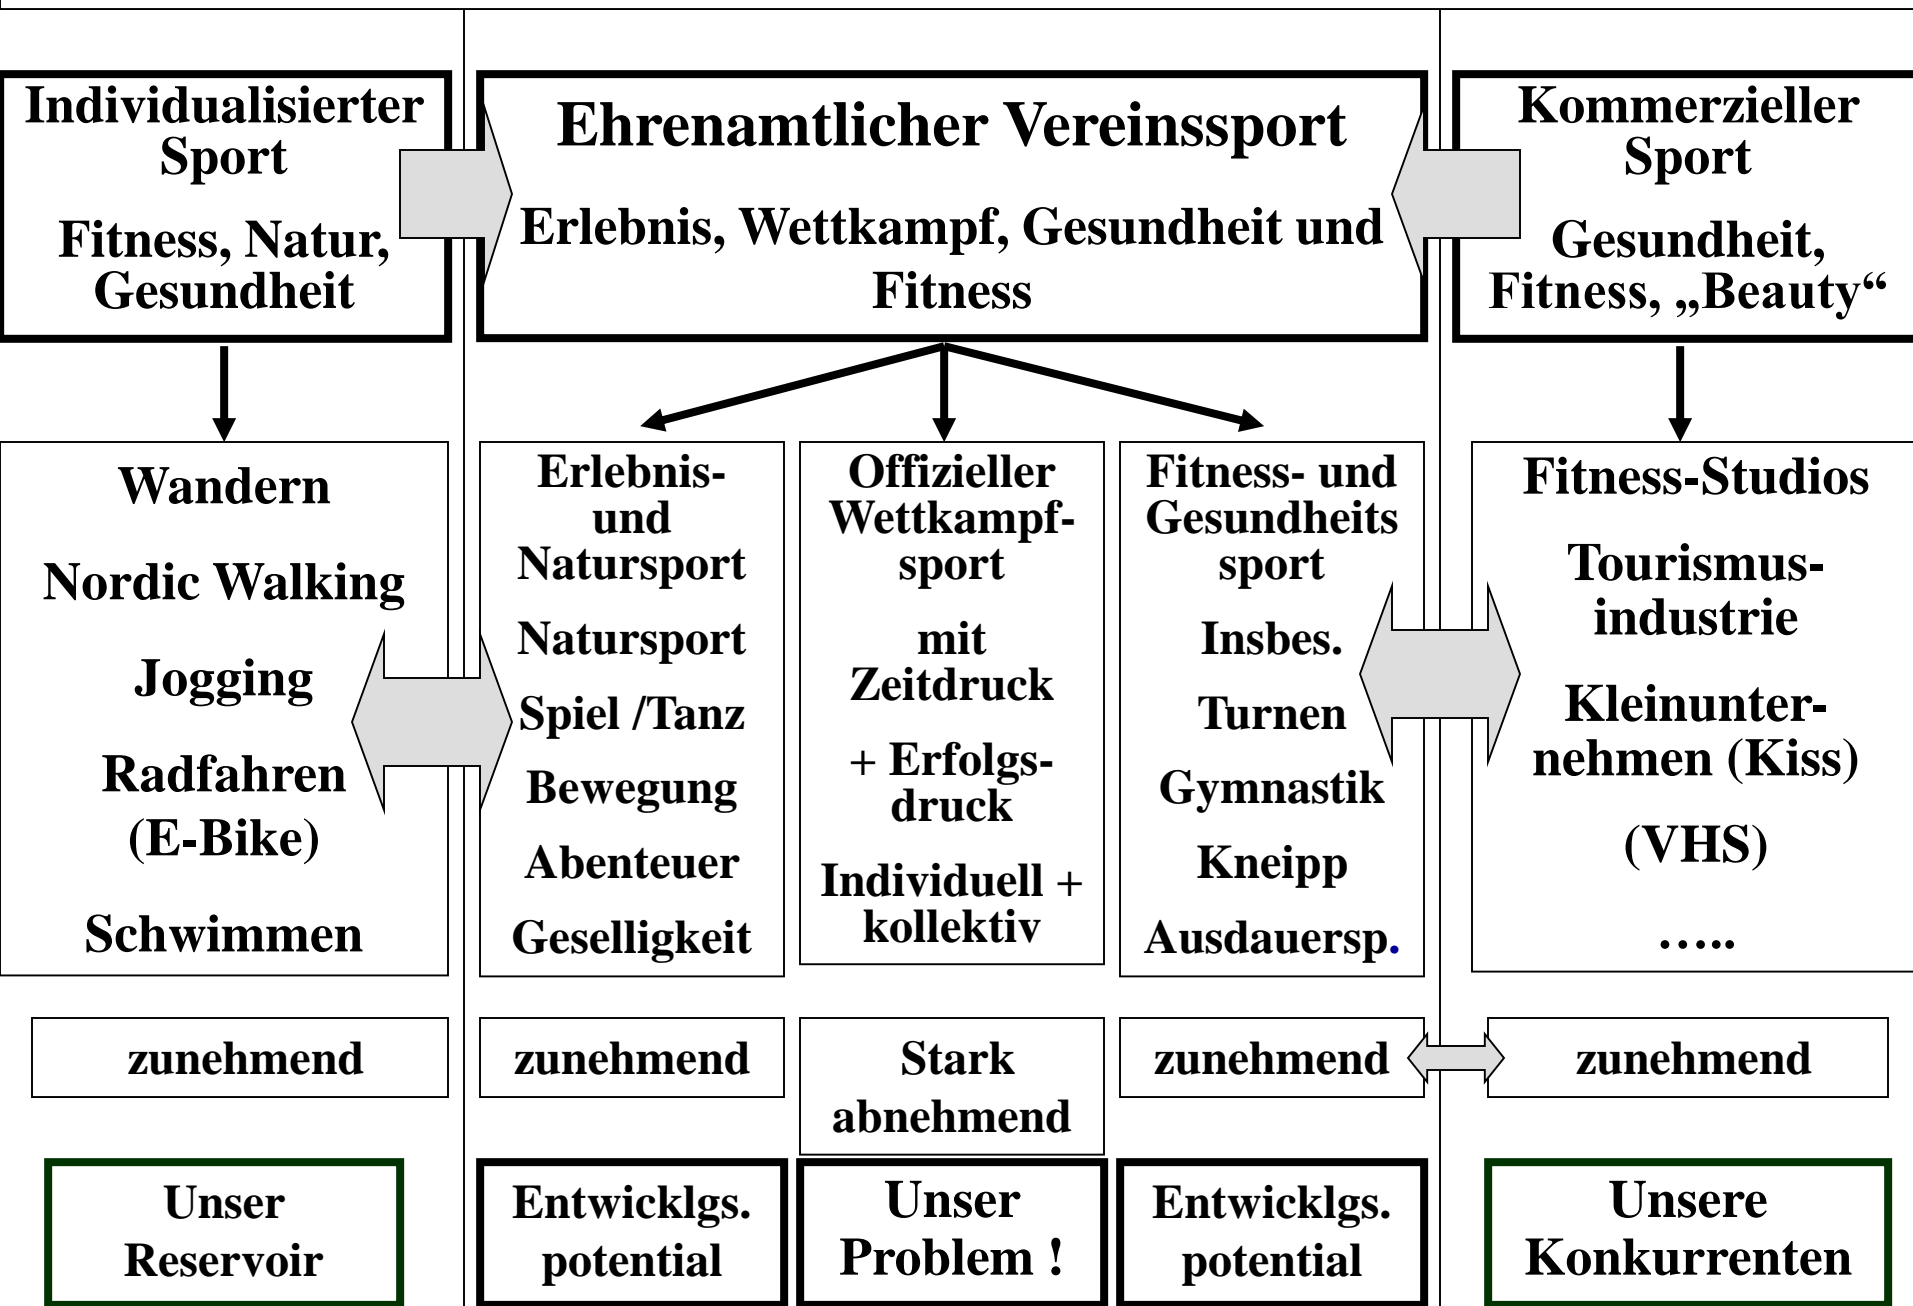 Individualisierter
Sport
Fitness, Natur,
Gesundheit
Ehrenamtlicher Vereinssport
Erlebnis, Wettkampf, Gesundheit und
Fitness
Kommerzieller
Sport
Gesundheit,
Fitness, „Beauty“
Wandern
Nordic Walking
Jogging
Radfahren
(E-Bike)
Schwimmen
Erlebnis-
und
Natursport
Natursport
Spiel /Tanz
Bewegung
Abenteuer
Geselligkeit
Offizieller
Wettkampf-
sport
mit
Zeitdruck
+ Erfolgs-
druck
Individuell +
kollektiv
Fitness- und
Gesundheits
sport
Insbes.
Turnen
Gymnastik
Kneipp
Ausdauersp.
Fitness-Studios
Tourismus-
industrie
Kleinunter-
nehmen (Kiss)
(VHS)
…..
zunehmend
zunehmend
Stark
abnehmend
zunehmend
zunehmend
Unser
Reservoir
Entwicklgs.
potential
Unser
Problem !
Entwicklgs.
potential
Unsere
Konkurrenten